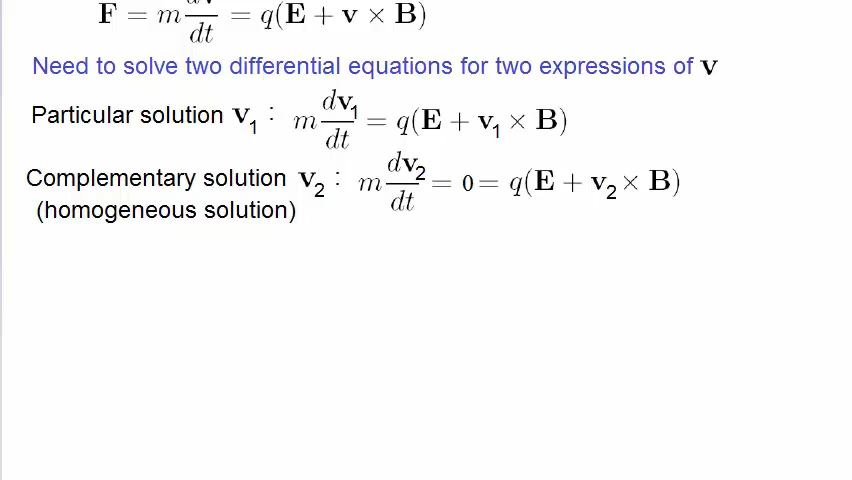 F = m dv/dt = q(E + v × B)
Need to solve two differential equations for two expressions of v
Particular solution v₁ : m dv₁/dt = q(E + v₁ × B)
Complementary solution v₂ : m dv₂/dt = 0 = q(E + v₂ × B)
(homogeneous solution)